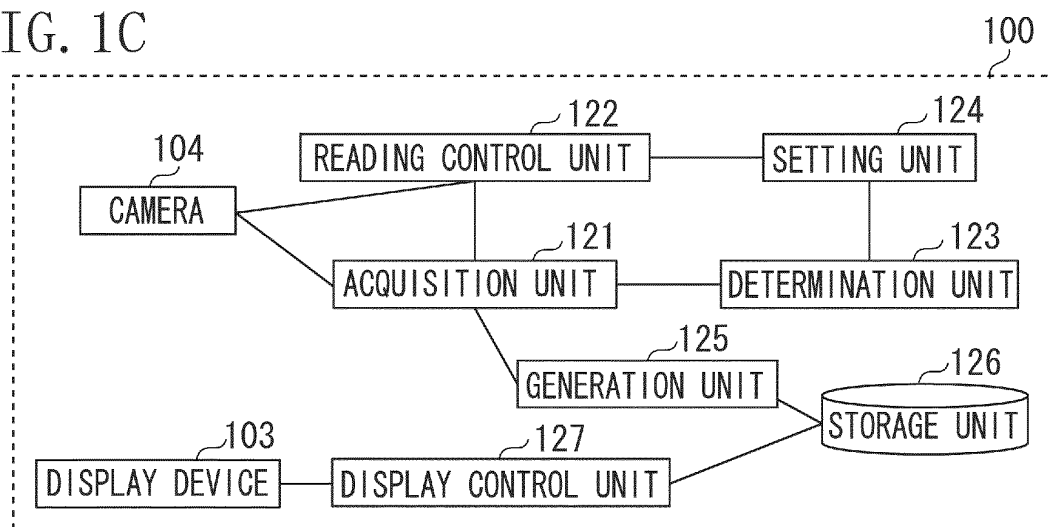 IG. 1C
100
122
124
104
READING CONTROL UNIT
SETTING UNIT
CAMERA
121
123
ACQUISITION UNIT
DETERMINATION UNIT
125
126
GENERATION UNIT
STORAGE UNIT
103
127
DISPLAY DEVICE
DISPLAY CONTROL UNIT